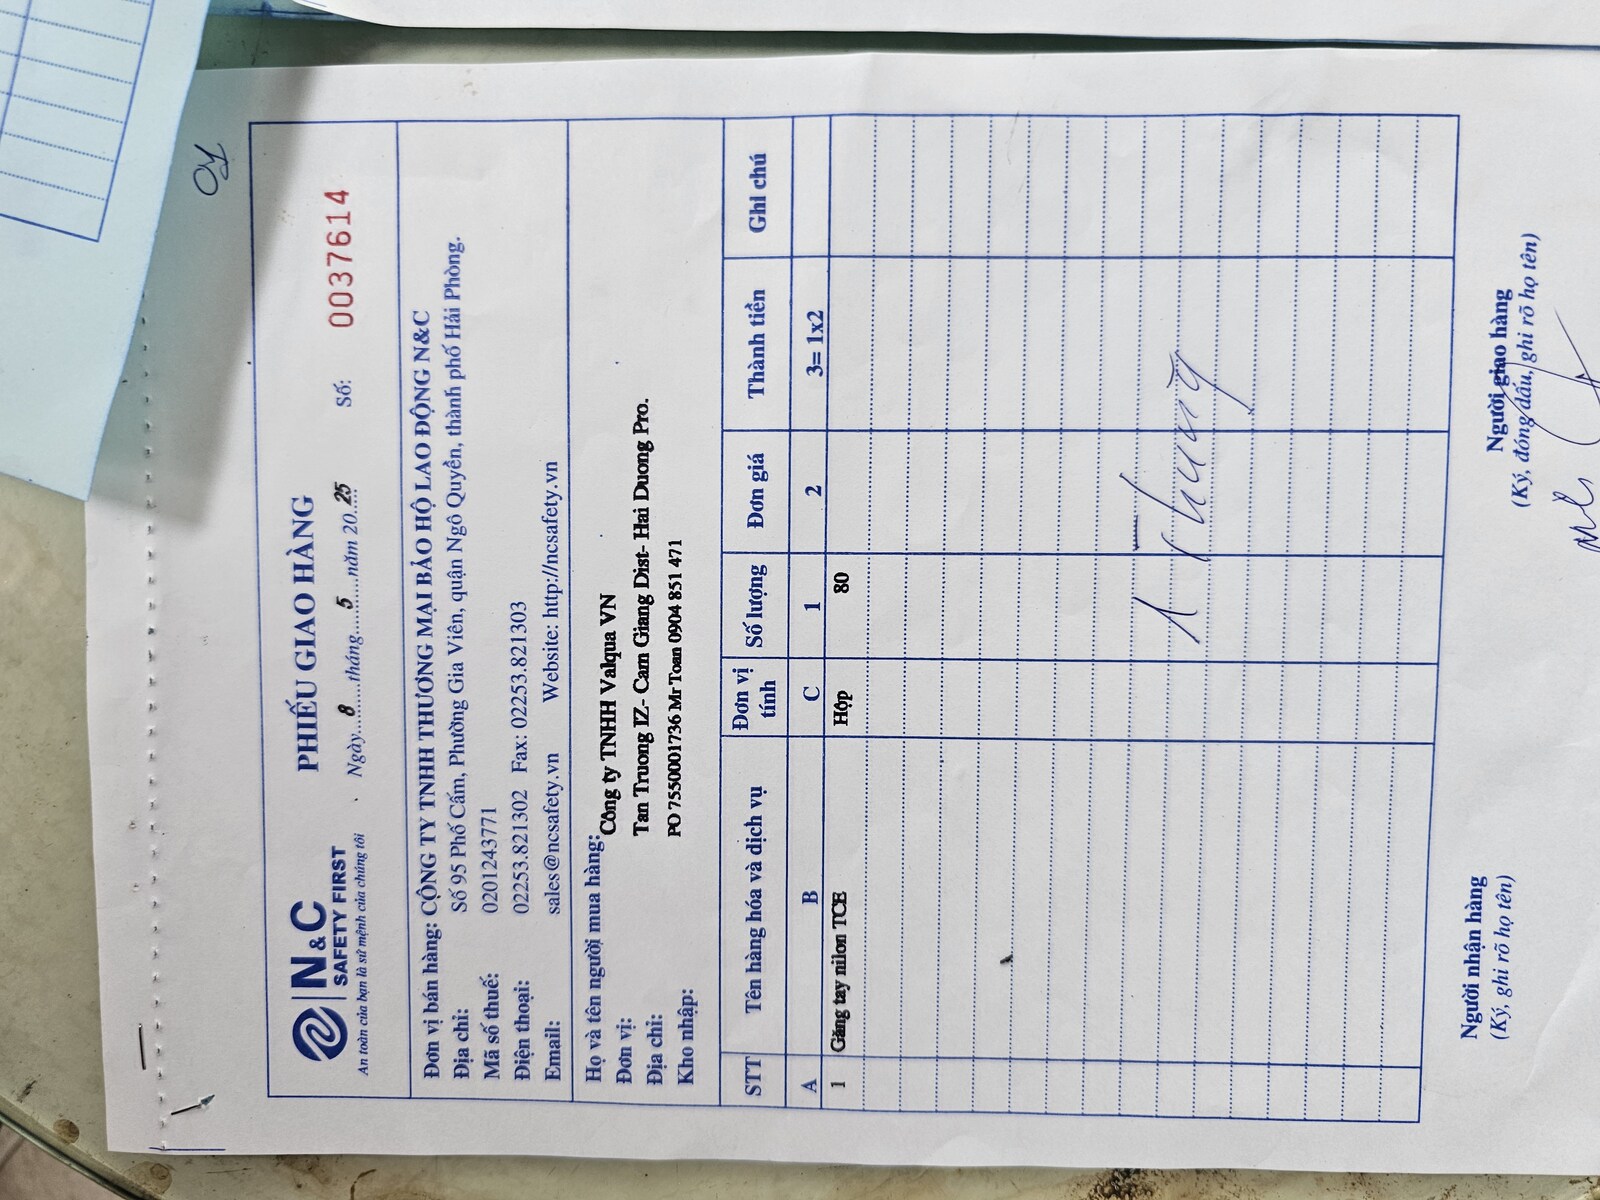 N&C
SAFETY FIRST
An toàn của bạn là sứ mệnh của chúng tôi
PHIẾU GIAO HÀNG
Ngày..8....tháng....5......năm 20..25 Số: 0037614
Đơn vị bán hàng: CÔNG TY TNHH THƯƠNG MẠI BẢO HỘ LAO ĐỘNG N&C
Địa chỉ: Số 95 Phố Cấm, Phường Gia Viên, quận Ngô Quyền, thành phố Hải Phòng.
Mã số thuế: 0201243771
Điện thoại: 02253.821302 Fax: 02253.821303
Email: sales@ncsafety.vn Website: http://ncsafety.vn
Họ và tên người mua hàng:
Đơn vị: Công ty TNHH Valqua VN
Địa chỉ: Tan Truong IZ- Cam Giang Dist- Hai Duong Pro.
Kho nhập: PO 7550001736 Mr Toan 0904 851 471
STT Tên hàng hóa và dịch vụ Đơn vị tính Số lượng Đơn giá Thành tiền Ghi chú
A B C 1 2 3= 1x2
1 Găng tay nilon TCE Hộp 80
1 Thùng
Người nhận hàng Người giao hàng
(Ký, ghi rõ họ tên) (Ký, đóng dấu, ghi rõ họ tên)